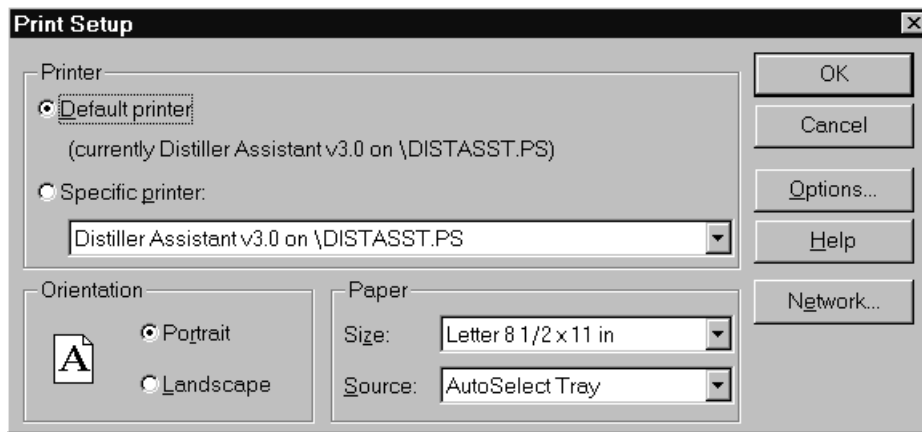 Print Setup
Printer
Default printer
(currently Distiller Assistant v3.0 on \DISTASST.PS)
Specific printer:
Distiller Assistant v3.0 on \DISTASST.PS
OK
Cancel
Options...
Help
Network...
Orientation
A
Portrait
Landscape
Paper
Size:
Letter 8 1/2 x 11 in
Source:
AutoSelect Tray